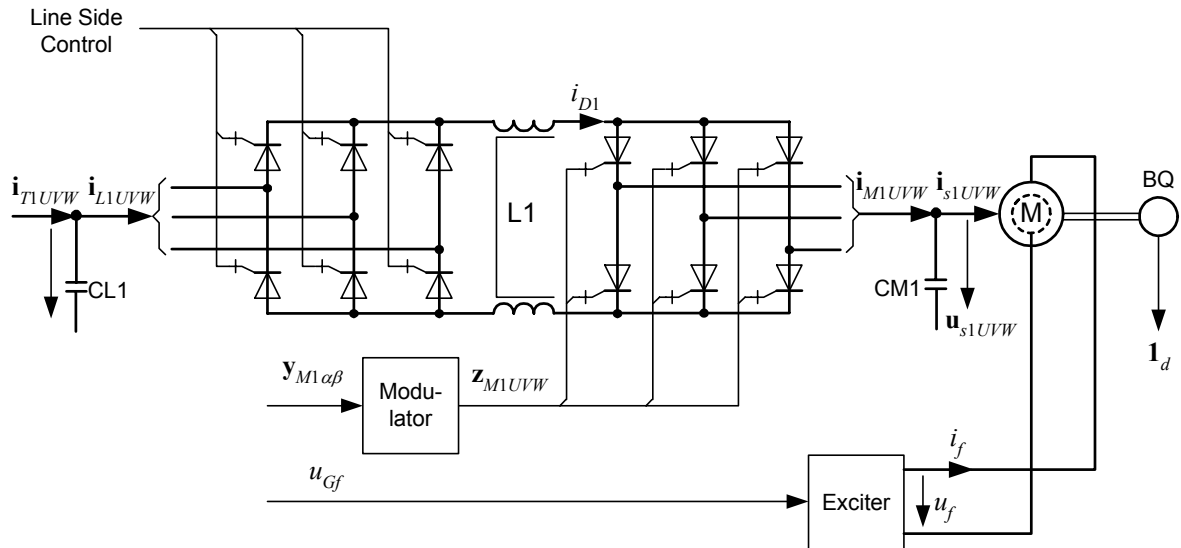 Line Side
Control
i_{D1}
i_{T1UVW}
i_{L1UVW}
L1
i_{M1UVW}
i_{s1UVW}
M
BQ
CL1
CM1
u_{s1UVW}
1_d
y_{M1αβ}
Modu-
lator
z_{M1UVW}
u_{Gf}
Exciter
i_f
u_f